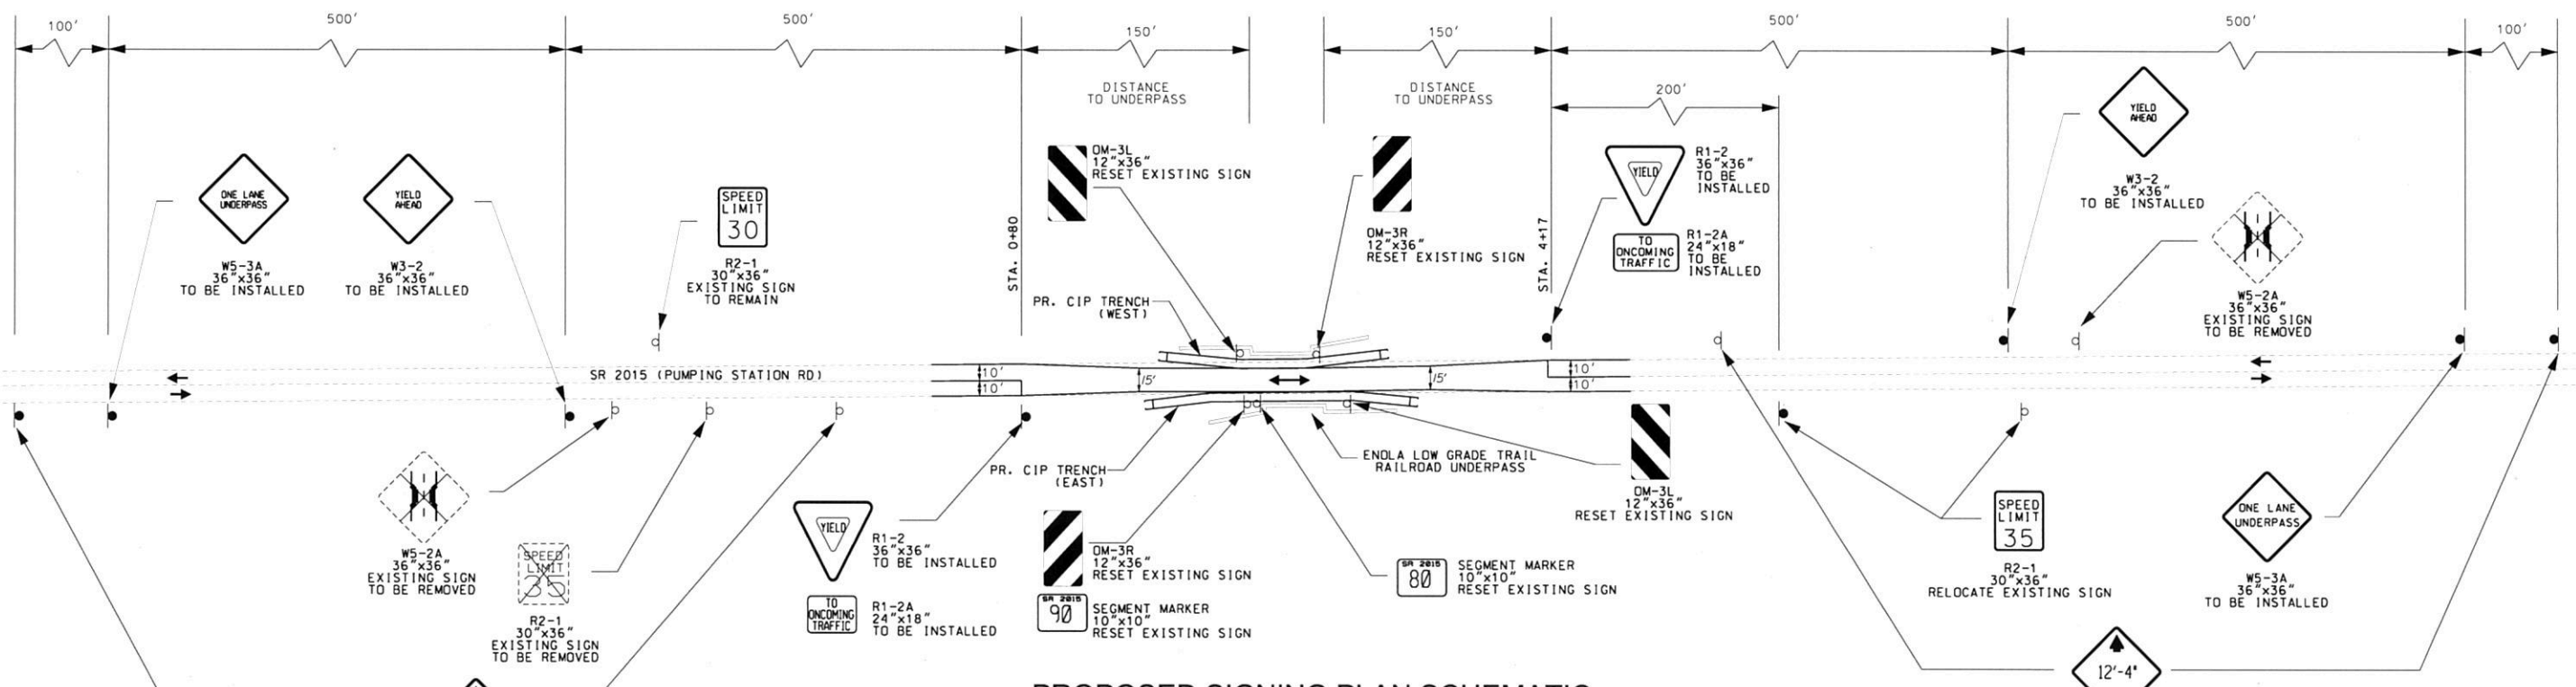 100'
500'
500'
150'
150'
500'
500'
100'
DISTANCE
TO UNDERPASS
DISTANCE
TO UNDERPASS
200'
ONE LANE
UNDERPASS
W5-3A
36"x36"
TO BE INSTALLED
YIELD
AHEAD
W3-2
36"x36"
TO BE INSTALLED
SPEED
LIMIT
30
R2-1
30"x36"
EXISTING SIGN
TO REMAIN
STA. 0+80
OM-3L
12"x36"
RESET EXISTING SIGN
OM-3R
12"x36"
RESET EXISTING SIGN
STA. 4+17
YIELD
R1-2
36"x36"
TO BE
INSTALLED
TO
ONCOMING
TRAFFIC
R1-2A
24"x18"
TO BE
INSTALLED
YIELD
AHEAD
W3-2
36"x36"
TO BE INSTALLED
W5-2A
36"x36"
EXISTING SIGN
TO BE REMOVED
PR. CIP TRENCH
(WEST)
SR 2015 (PUMPING STATION RD)
10'
10'
15'
15'
10'
10'
PR. CIP TRENCH
(EAST)
ENOLA LOW GRADE TRAIL
RAILROAD UNDERPASS
W5-2A
36"x36"
EXISTING SIGN
TO BE REMOVED
SPEED
LIMIT
35
R2-1
30"x36"
EXISTING SIGN
TO BE REMOVED
YIELD
R1-2
36"x36"
TO BE INSTALLED
TO
ONCOMING
TRAFFIC
R1-2A
24"x18"
TO BE INSTALLED
OM-3R
12"x36"
RESET EXISTING SIGN
SR 2015
90
SEGMENT MARKER
10"x10"
RESET EXISTING SIGN
SR 2015
80
SEGMENT MARKER
10"x10"
RESET EXISTING SIGN
OM-3L
12"x36"
RESET EXISTING SIGN
SPEED
LIMIT
35
R2-1
30"x36"
RELOCATE EXISTING SIGN
ONE LANE
UNDERPASS
W5-3A
36"x36"
TO BE INSTALLED
12'-4"
PROPOSED SIGNING PLAN SCHEMATIC